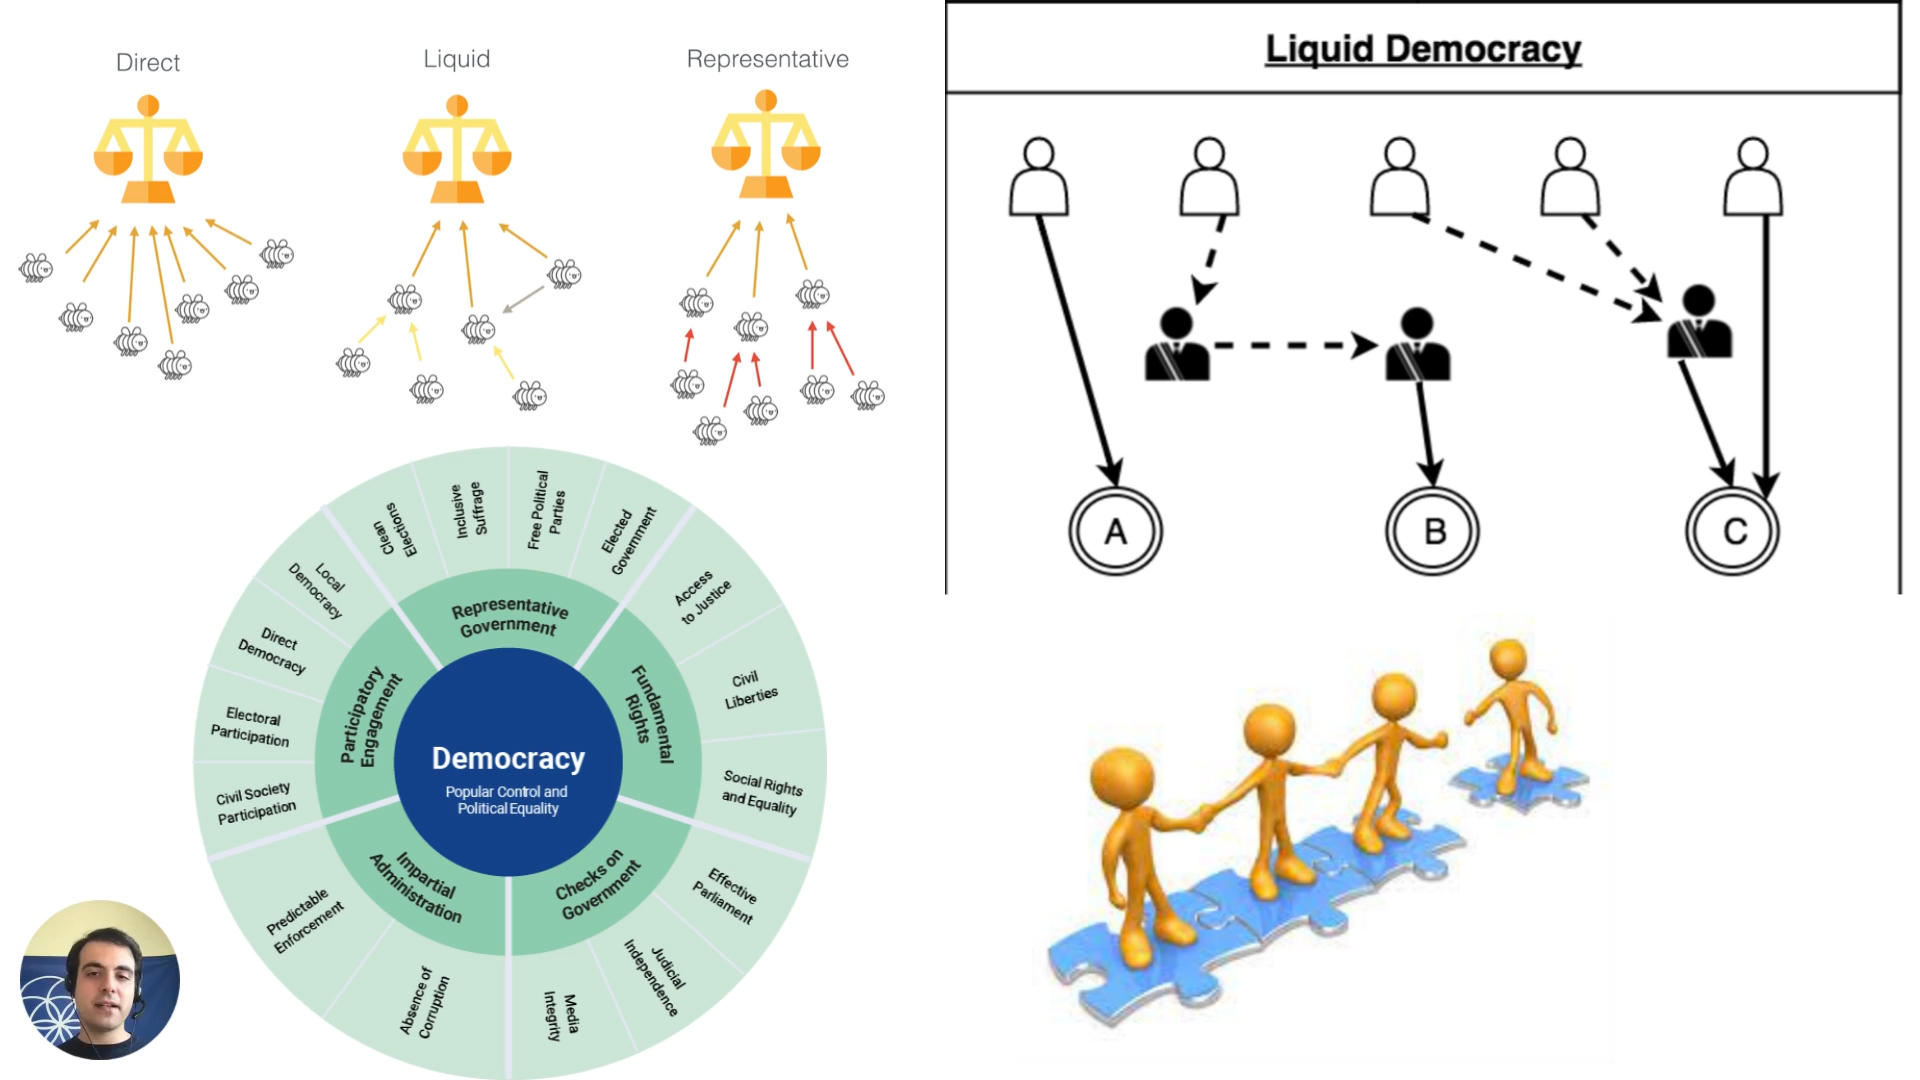 Direct
Liquid
Representative
Liquid Democracy
A
B
C
Clean
Elections
Inclusive
Suffrage
Free Political
Parties
Elected
Government
Access
to Justice
Civil
Liberties
Social Rights
and Equality
Effective
Parliament
Judicial
Independence
Media
Integrity
Absence of
Corruption
Predictable
Enforcement
Civil Society
Participation
Electoral
Participation
Direct
Democracy
Local
Democracy
Representative
Government
Fundamental
Rights
Checks on
Government
Impartial
Administration
Participatory
Engagement
Democracy
Popular Control and
Political Equality